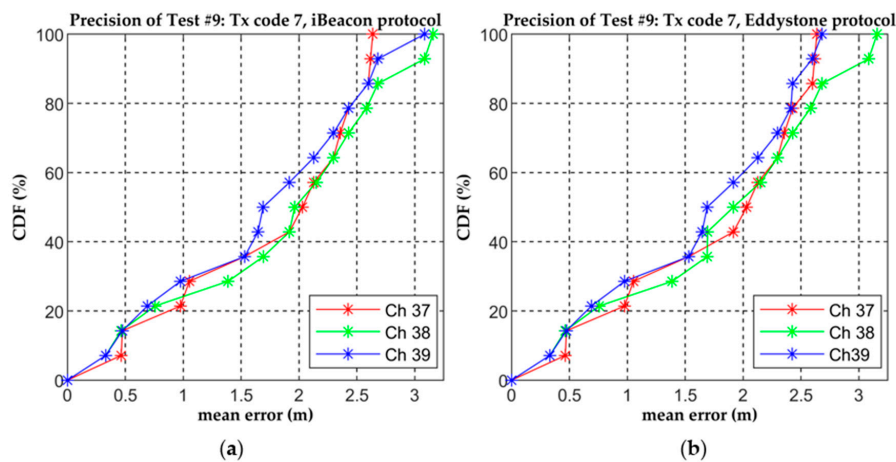 Precision of Test #9: Tx code 7, iBeacon protocol
100
80
60
40
20
0
CDF (%)
0 0.5 1 1.5 2 2.5 3
mean error (m)
Ch 37
Ch 38
Ch 39
(a)
Precision of Test #9: Tx code 7, Eddystone protocol
100
80
60
40
20
0
CDF (%)
0 0.5 1 1.5 2 2.5 3
mean error (m)
Ch 37
Ch 38
Ch39
(b)